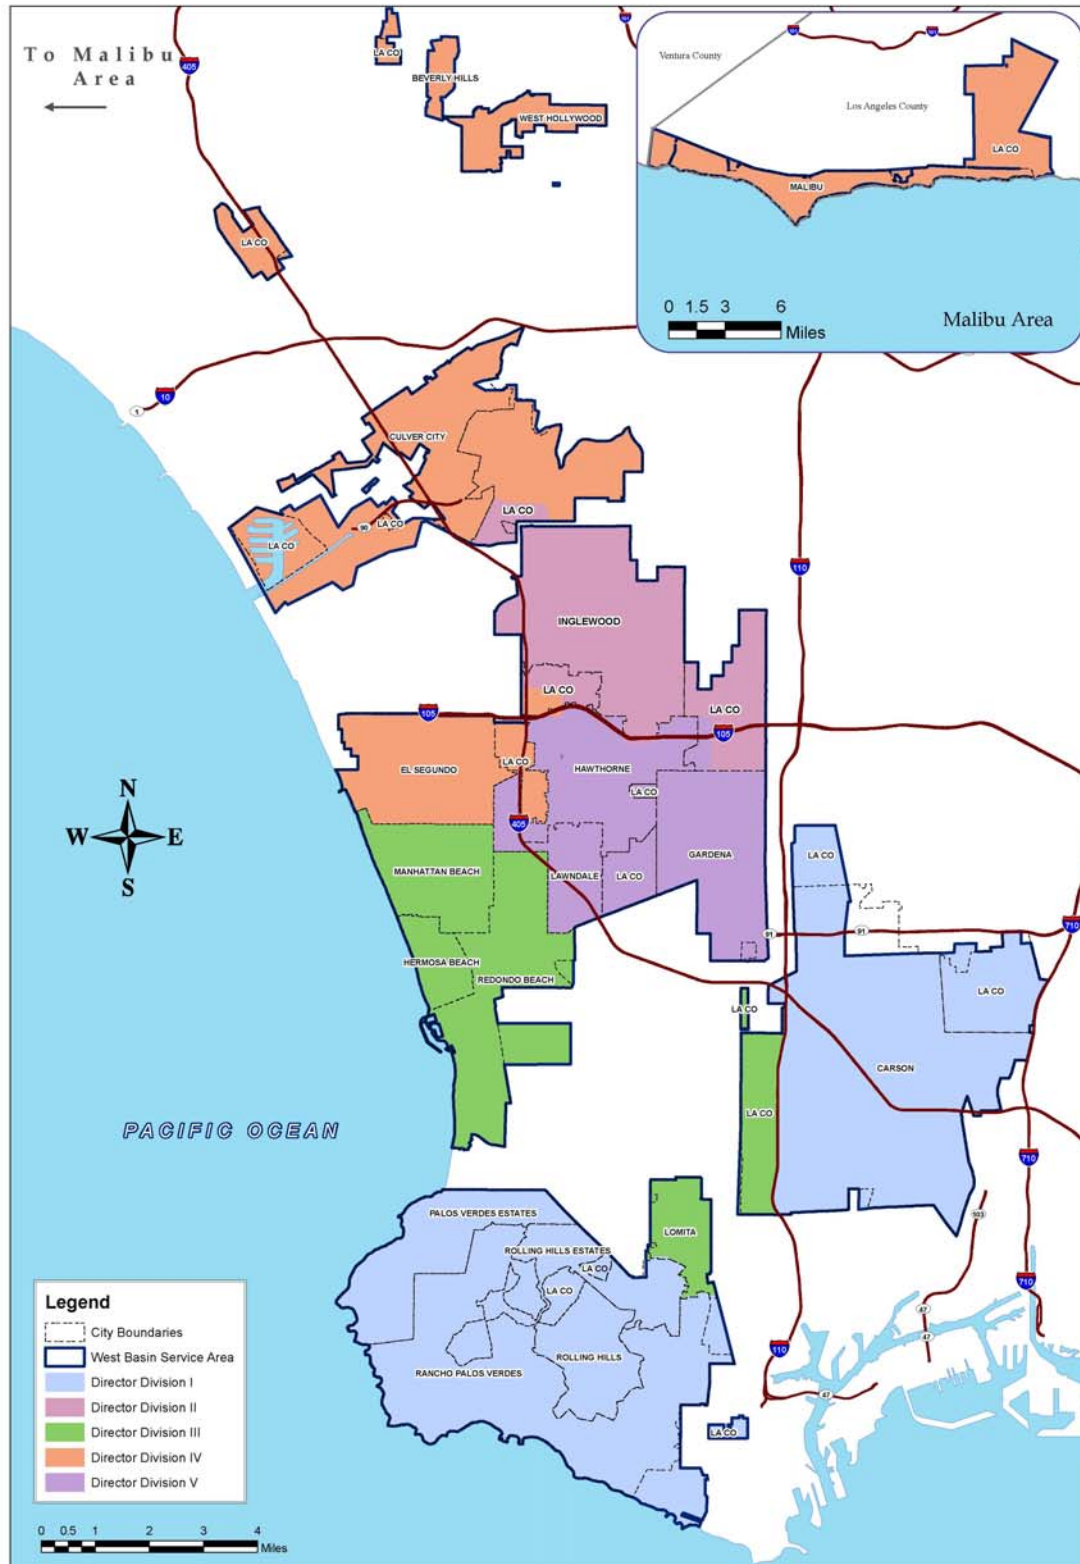 To Malibu
Area
405
101
LA CO
BEVERLY HILLS
WEST HOLLYWOOD
101
101
Ventura County
Los Angeles County
LA CO
MALIBU
0 1.5 3 6
Miles
Malibu Area
LA CO
10
1
CULVER CITY
LA CO
90
LA CO
LA CO
110
INGLEWOOD
LA CO
LA CO
105
105
EL SEGUNDO
LA CO
HAWTHORNE
LA CO
405
N
W E
S
MANHATTAN BEACH
LAWNDALE
LA CO
GARDENA
LA CO
91
91
710
HERMOSA BEACH
REDONDO BEACH
LA CO
LA CO
CARSON
LA CO
PACIFIC OCEAN
710
103
PALOS VERDES ESTATES
LOMITA
ROLLING HILLS ESTATES
LA CO
LA CO
710
47
47
110
ROLLING HILLS
RANCHO PALOS VERDES
47
LA CO
Legend
City Boundaries
West Basin Service Area
Director Division I
Director Division II
Director Division III
Director Division IV
Director Division V
0 0.5 1 2 3 4
Miles